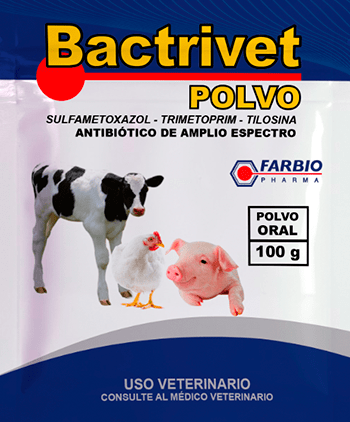 Bactrivet
POLVO
SULFAMETOXAZOL - TRIMETOPRIM - TILOSINA
ANTIBIÓTICO DE AMPLIO ESPECTRO
FARBIO
PHARMA
POLVO
ORAL
100 g
USO VETERINARIO
CONSULTE AL MÉDICO VETERINARIO